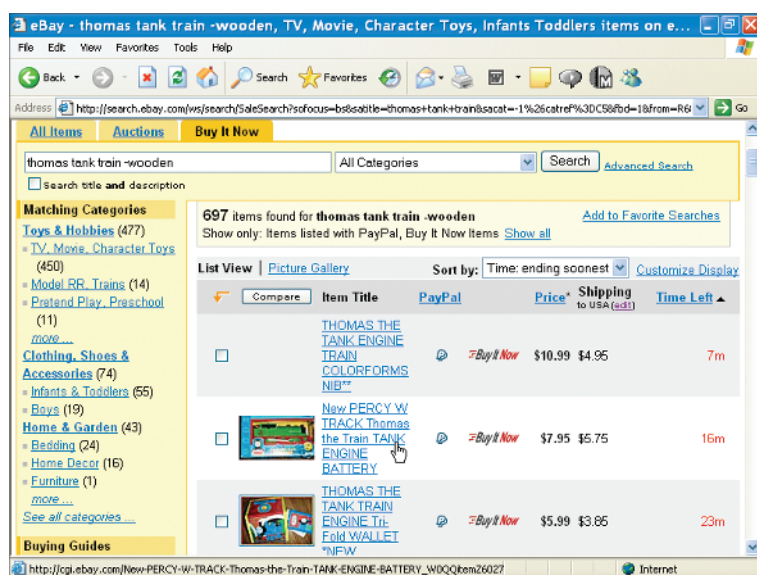 eBay - thomas tank train -wooden, TV, Movie, Character Toys, Infants Toddlers items on e...
File Edit View Favorites Tools Help
Back Search Favorites
Address http://search.ebay.com/ws/search/SaleSearch?sofocus=bs&satitle=thomas+tank+train&sacat=-1%26catref%3DC5&fbd=1&from=R6 Go
All Items Auctions Buy It Now
thomas tank train -wooden All Categories Search Advanced Search
Search title and description
Matching Categories
Toys & Hobbies (477)
TV, Movie, Character Toys
(450)
Model RR, Trains (14)
Pretend Play, Preschool
(11)
more ...
Clothing, Shoes &
Accessories (74)
Infants & Toddlers (55)
Boys (19)
Home & Garden (43)
Bedding (24)
Home Decor (16)
Furniture (1)
more ...
See all categories ...
Buying Guides
697 items found for thomas tank train -wooden Add to Favorite Searches
Show only: Items listed with PayPal, Buy It Now Items Show all
List View | Picture Gallery Sort by: Time: ending soonest Customize Display
Compare Item Title PayPal Price* Shipping to USA (edit) Time Left
THOMAS THE
TANK ENGINE
TRAIN
COLORFORMS
NIB**
Buy It Now $10.99 $4.95 7m
New PERCY W
TRACK Thomas
the Train TANK
ENGINE
BATTERY
Buy It Now $7.95 $5.75 16m
THOMAS THE
TANK TRAIN
ENGINE Tri-
Fold WALLET
*NEW
Buy It Now $5.99 $3.85 23m
http://cgi.ebay.com/New-PERCY-W-TRACK-Thomas-the-Train-TANK-ENGINE-BATTERY_W0QQitemZ6027 Internet